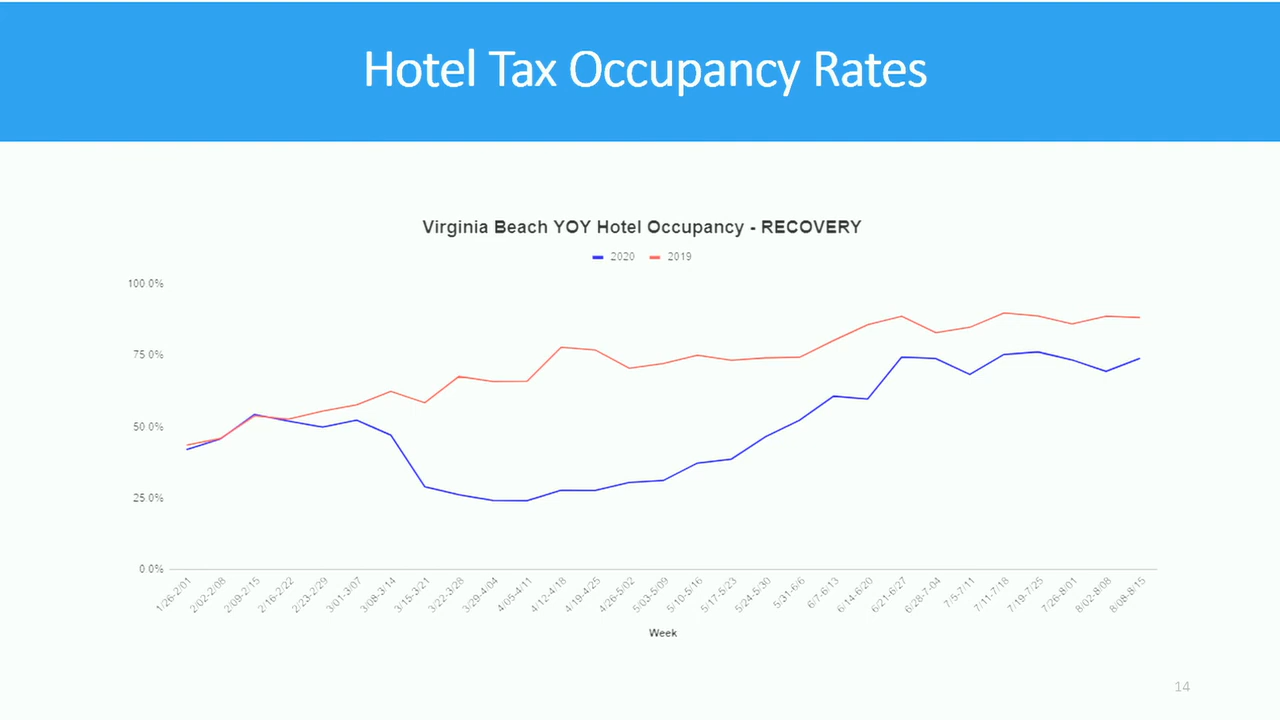 Hotel Tax Occupancy Rates
Virginia Beach YOY Hotel Occupancy - RECOVERY
2020 2019
100 0%
75 0%
50 0%
25 0%
0 0%
1/26-2/01 2/02-2/08 2/09-2/15 2/16-2/22 2/23-2/29 3/01-3/07 3/08-3/14 3/15-3/21 3/22-3/28 3/29-4/04 4/05-4/11 4/12-4/18 4/19-4/25 4/26-5/02 5/03-5/09 5/10-5/16 5/17-5/23 5/24-5/30 5/31-6/6 6/7-6/13 6/14-6/20 6/21-6/27 6/28-7/04 7/5-7/11 7/11-7/18 7/19-7/25 7/26-8/01 8/02-8/08 8/08-8/15
Week
14